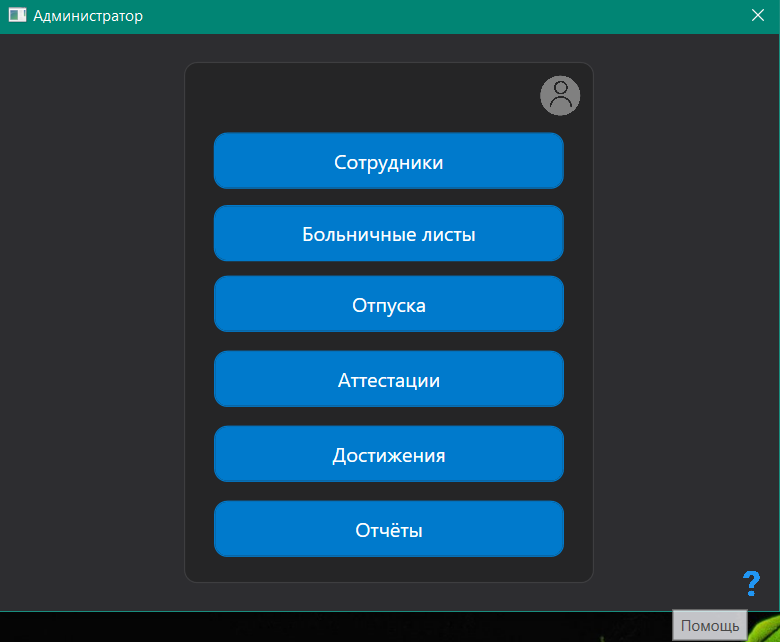 Администратор
Сотрудники
Больничные листы
Отпуска
Аттестации
Достижения
Отчёты
?
Помощь